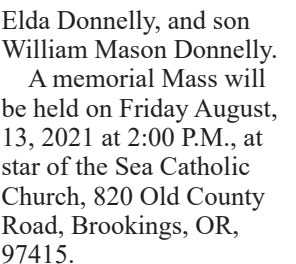 Elda Donnelly, and son
William Mason Donnelly.
A memorial Mass will
be held on Friday August,
13, 2021 at 2:00 P.M., at
star of the Sea Catholic
Church, 820 Old County
Road, Brookings, OR,
97415.